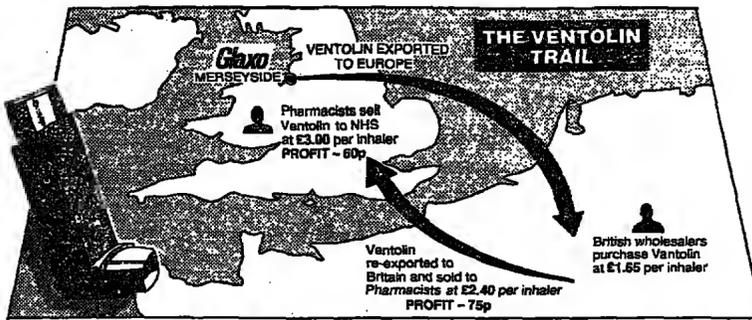 THE VENTOLIN
TRAIL
Glaxo
MERSEYSIDE
VENTOLIN EXPORTED
TO EUROPE
British wholesalers
purchase Ventolin
at £1.65 per inhaler
Ventolin
re-exported to
Britain and sold to
Pharmacists at £2.40 per inhaler
PROFIT – 75p
Pharmacists sell
Ventolin to NHS
at £3.00 per inhaler
PROFIT – 60p